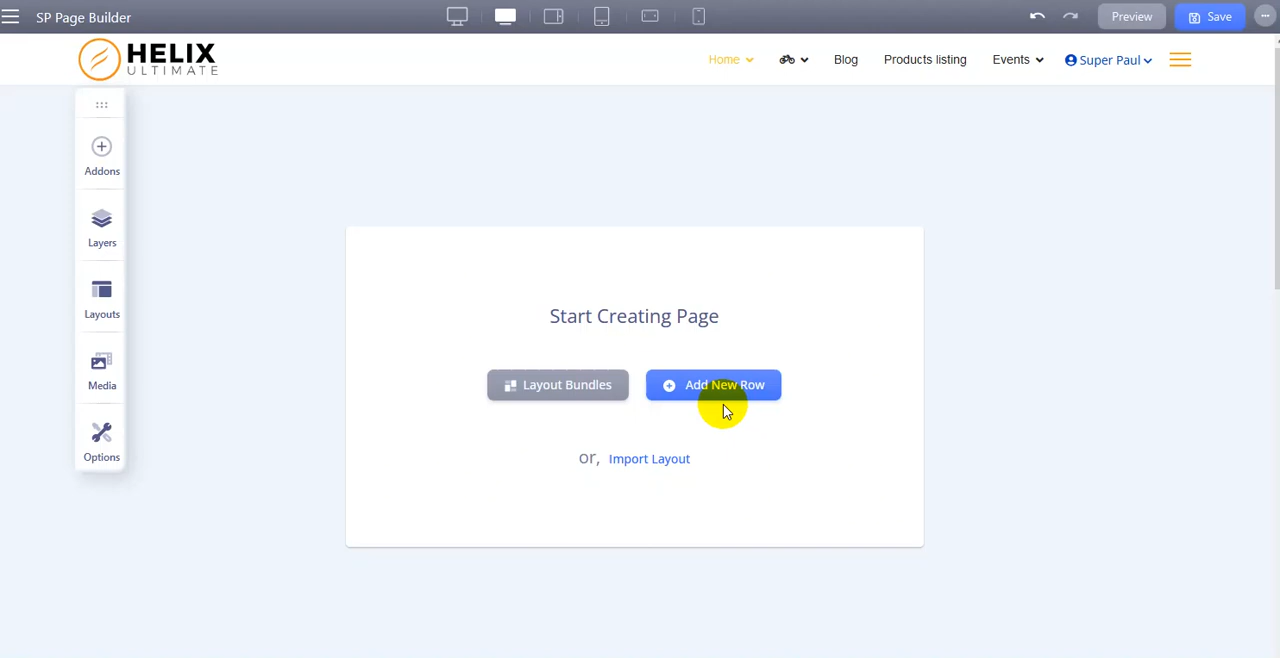 SP Page Builder
Preview
Save
HELIX
ULTIMATE
Home
Blog
Products listing
Events
Super Paul
Addons
Layers
Layouts
Media
Options
Start Creating Page
Layout Bundles
Add New Row
or, Import Layout